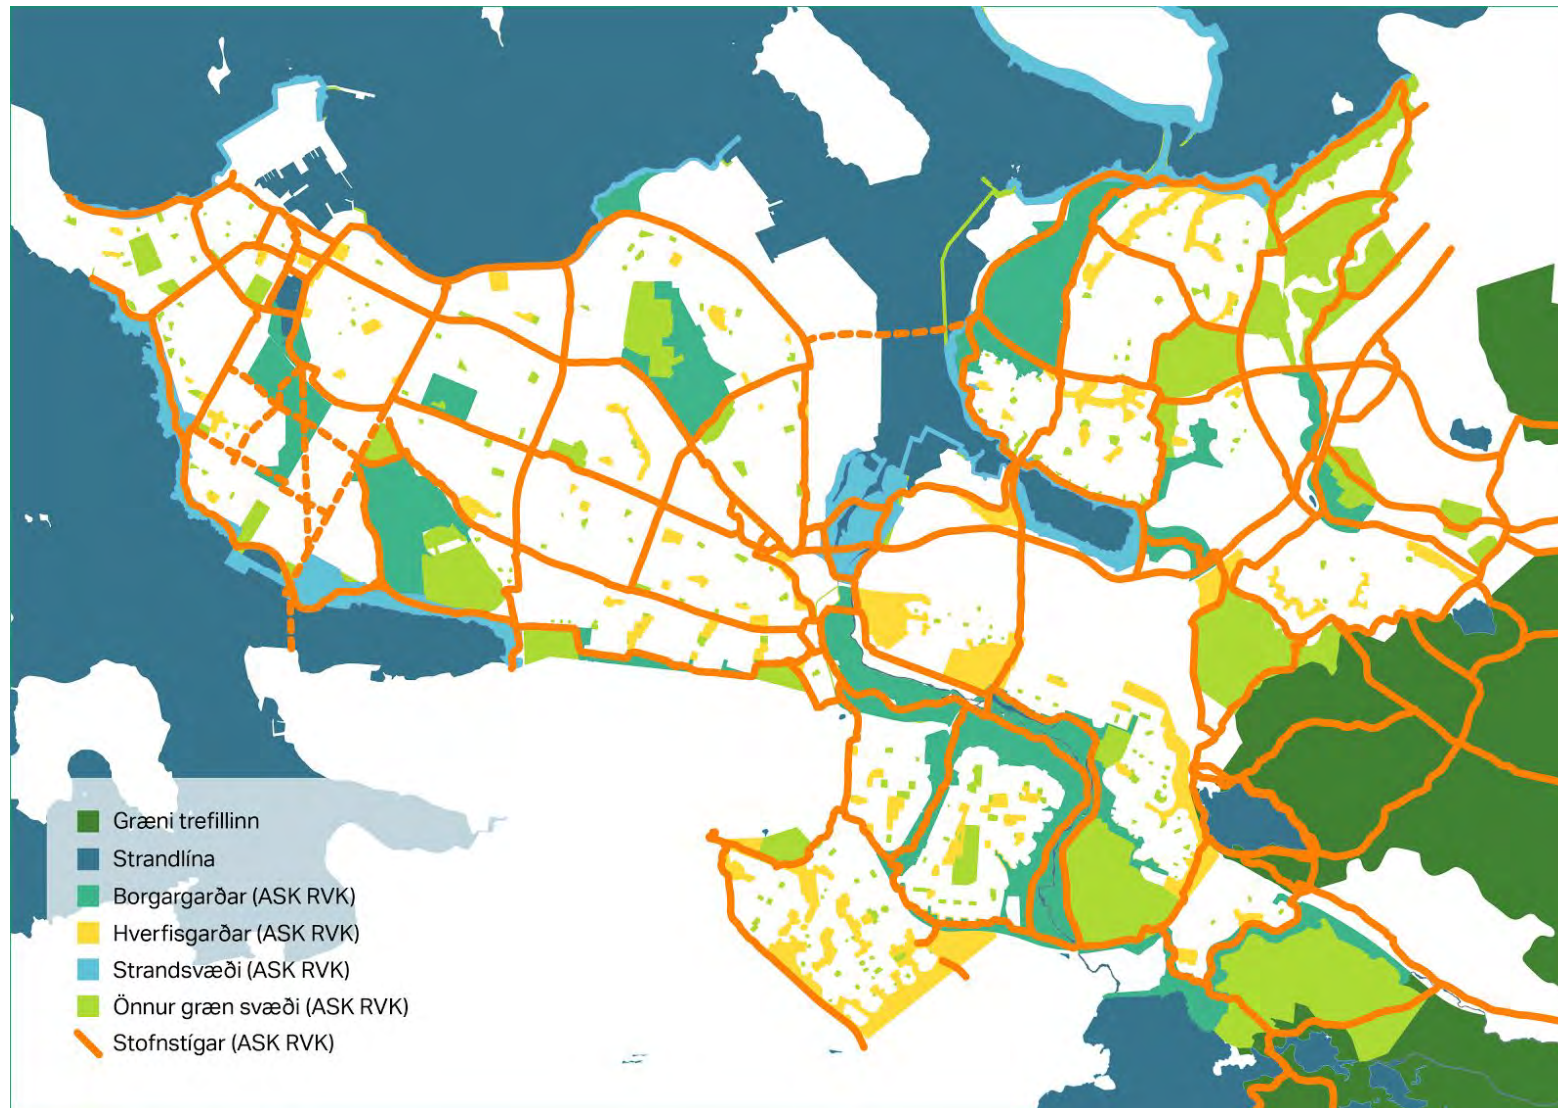 Græni trefillinn
Strandlína
Borgargarðar (ASK RVK)
Hverfisgarðar (ASK RVK)
Strandsvæði (ASK RVK)
Önnur græn svæði (ASK RVK)
Stofnstígar (ASK RVK)